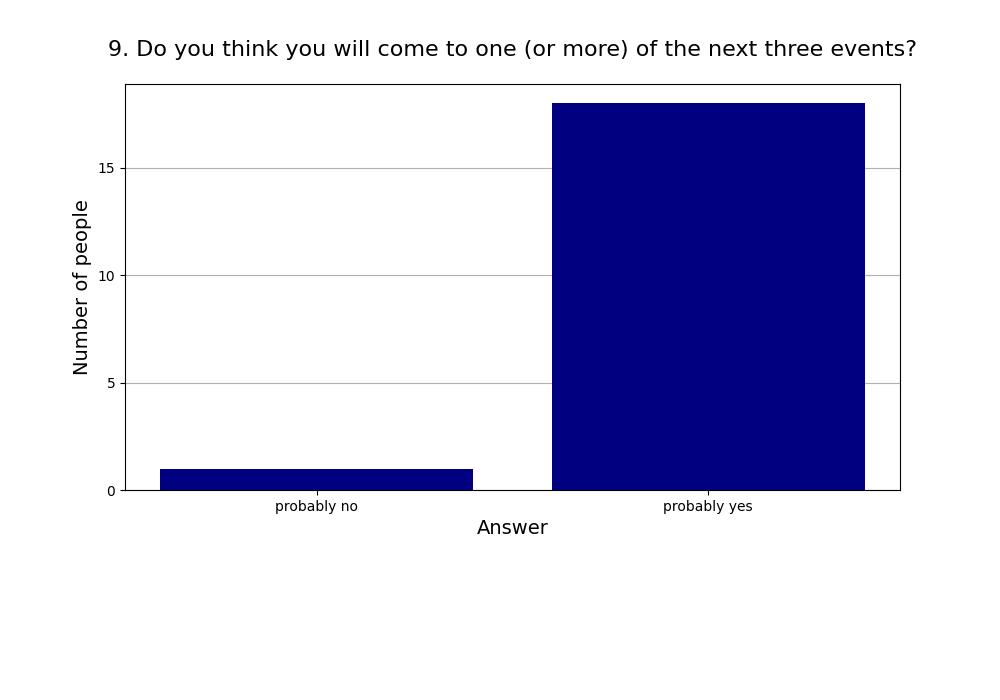 9. Do you think you will come to one (or more) of the next three events?
15
10
5
0
Number of people
probably no
probably yes
Answer